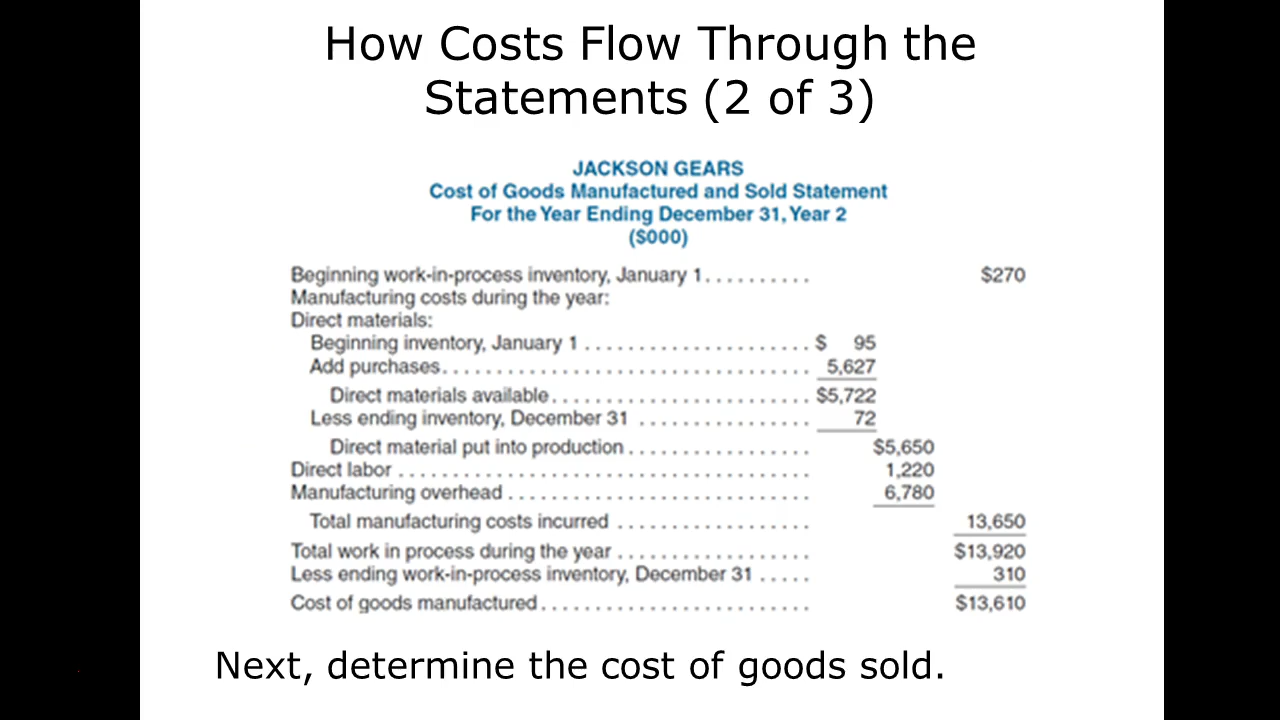 How Costs Flow Through the
Statements (2 of 3)
JACKSON GEARS
Cost of Goods Manufactured and Sold Statement
For the Year Ending December 31, Year 2
($000)
Beginning work-in-process inventory, January 1.......... $270
Manufacturing costs during the year:
Direct materials:
Beginning inventory, January 1..................... $ 95
Add purchases.................................. 5,627
Direct materials available........................ $5,722
Less ending inventory, December 31................ 72
Direct material put into production................. $5,650
Direct labor...................................... 1,220
Manufacturing overhead............................ 6,780
Total manufacturing costs incurred.................. 13,650
Total work in process during the year.................. $13,920
Less ending work-in-process inventory, December 31..... 310
Cost of goods manufactured......................... $13,610
Next, determine the cost of goods sold.